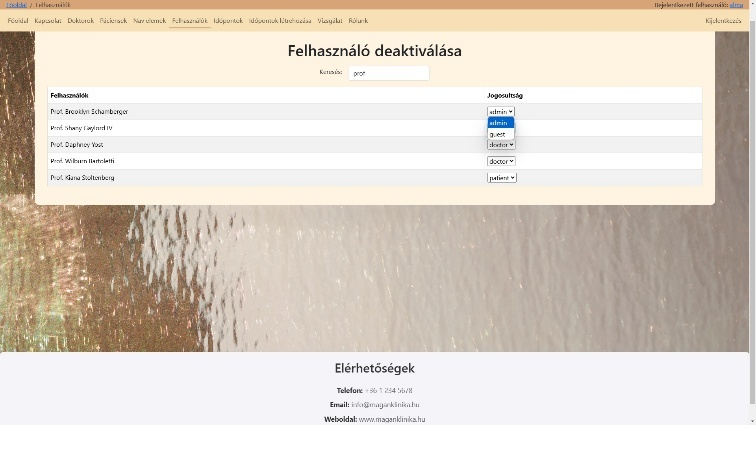 Főoldal / Felhasználók
Bejelentkezett felhasználó: alma
Főoldal Kapcsolat Doktorok Páciensek Nav elemek Felhasználók Időpontok Időpontok létrehozása Vizsgálat Rólunk Kijelentkezés
Felhasználó deaktiválása
Keresés: prof
Felhasználók Jogosultság
Prof. Brooklyn Schamberger admin
admin
Prof. Shany Gaylord IV
guest
Prof. Daphney Yost doctor
Prof. Wilburn Bartoletti doctor
Prof. Kiana Stoltenberg patient
Elérhetőségek
Telefon: +36 1 234 5678
Email: info@maganklinika.hu
Weboldal: www.maganklinika.hu